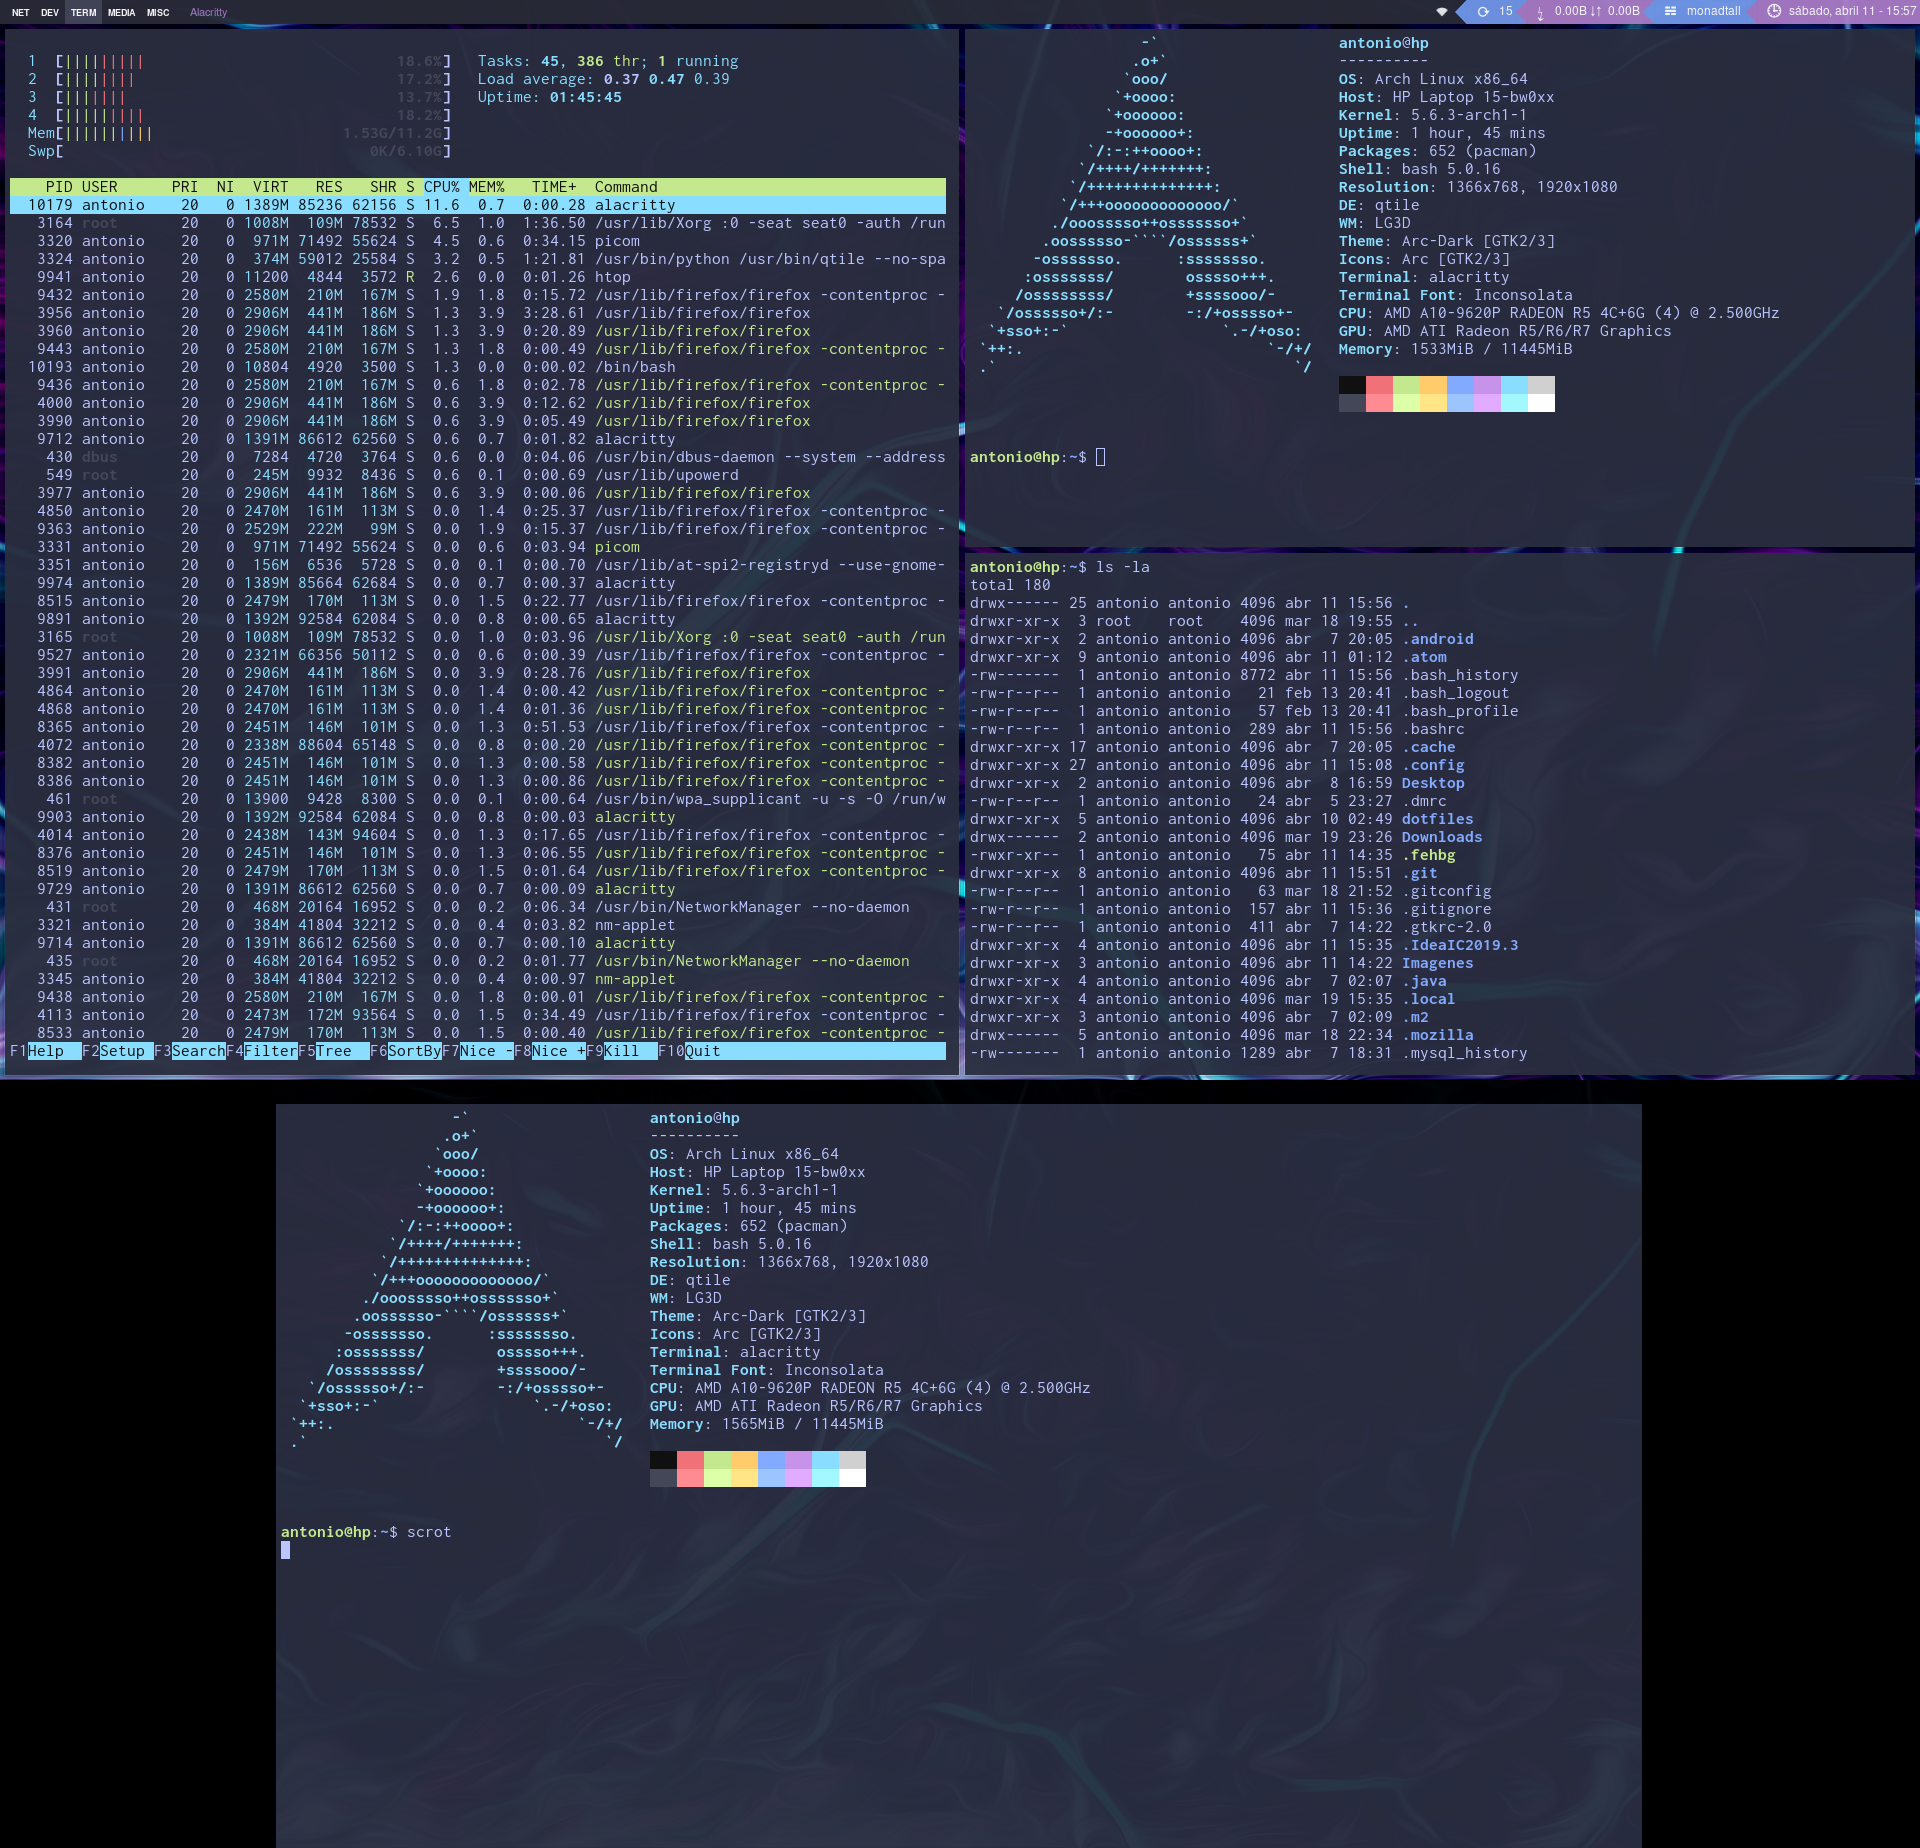 NET DEV TERM MEDIA MISC Alacritty 15 0.00B ↓↑ 0.00B monadtall sábado, abril 11 - 15:57
1 [||||||||| 18.6%] Tasks: 45, 386 thr; 1 running
2 [|||||||| 17.2%] Load average: 0.37 0.47 0.39
3 [||||||| 13.7%] Uptime: 01:45:45
4 [||||||||| 18.2%]
Mem[|||||||||| 1.53G/11.2G]
Swp[ 0K/6.10G]
PID USER PRI NI VIRT RES SHR S CPU% MEM% TIME+ Command
10179 antonio 20 0 1389M 85236 62156 S 11.6 0.7 0:00.28 alacritty
3164 root 20 0 1008M 109M 78532 S 6.5 1.0 1:36.50 /usr/lib/Xorg :0 -seat seat0 -auth /run
3320 antonio 20 0 971M 71492 55624 S 4.5 0.6 0:34.15 picom
3324 antonio 20 0 374M 59012 25584 S 3.2 0.5 1:21.81 /usr/bin/python /usr/bin/qtile --no-spa
9941 antonio 20 0 11200 4844 3572 R 2.6 0.0 0:01.26 htop
9432 antonio 20 0 2580M 210M 167M S 1.9 1.8 0:15.72 /usr/lib/firefox/firefox -contentproc -
3956 antonio 20 0 2906M 441M 186M S 1.3 3.9 3:28.61 /usr/lib/firefox/firefox
3960 antonio 20 0 2906M 441M 186M S 1.3 3.9 0:20.89 /usr/lib/firefox/firefox
9443 antonio 20 0 2580M 210M 167M S 1.3 1.8 0:00.49 /usr/lib/firefox/firefox -contentproc -
10193 antonio 20 0 10804 4920 3500 S 1.3 0.0 0:00.02 /bin/bash
9436 antonio 20 0 2580M 210M 167M S 0.6 1.8 0:02.78 /usr/lib/firefox/firefox -contentproc -
4000 antonio 20 0 2906M 441M 186M S 0.6 3.9 0:12.62 /usr/lib/firefox/firefox
3990 antonio 20 0 2906M 441M 186M S 0.6 3.9 0:05.49 /usr/lib/firefox/firefox
9712 antonio 20 0 1391M 86612 62560 S 0.6 0.7 0:01.82 alacritty
430 dbus 20 0 7284 4720 3764 S 0.6 0.0 0:04.06 /usr/bin/dbus-daemon --system --address
549 root 20 0 245M 9932 8436 S 0.6 0.1 0:00.69 /usr/lib/upowerd
3977 antonio 20 0 2906M 441M 186M S 0.6 3.9 0:00.06 /usr/lib/firefox/firefox
4850 antonio 20 0 2470M 161M 113M S 0.0 1.4 0:25.37 /usr/lib/firefox/firefox -contentproc -
9363 antonio 20 0 2529M 222M 99M S 0.0 1.9 0:15.37 /usr/lib/firefox/firefox -contentproc -
3331 antonio 20 0 971M 71492 55624 S 0.0 0.6 0:03.94 picom
3351 antonio 20 0 156M 6536 5728 S 0.0 0.1 0:00.70 /usr/lib/at-spi2-registryd --use-gnome-
9974 antonio 20 0 1389M 85664 62684 S 0.0 0.7 0:00.37 alacritty
8515 antonio 20 0 2479M 170M 113M S 0.0 1.5 0:22.77 /usr/lib/firefox/firefox -contentproc -
9891 antonio 20 0 1392M 92584 62084 S 0.0 0.8 0:00.65 alacritty
3165 root 20 0 1008M 109M 78532 S 0.0 1.0 0:03.96 /usr/lib/Xorg :0 -seat seat0 -auth /run
9527 antonio 20 0 2321M 66356 50112 S 0.0 0.6 0:00.39 /usr/lib/firefox/firefox -contentproc -
3991 antonio 20 0 2906M 441M 186M S 0.0 3.9 0:28.76 /usr/lib/firefox/firefox
4864 antonio 20 0 2470M 161M 113M S 0.0 1.4 0:00.42 /usr/lib/firefox/firefox -contentproc -
4868 antonio 20 0 2470M 161M 113M S 0.0 1.4 0:01.36 /usr/lib/firefox/firefox -contentproc -
8365 antonio 20 0 2451M 146M 101M S 0.0 1.3 0:51.53 /usr/lib/firefox/firefox -contentproc -
4072 antonio 20 0 2338M 88604 65148 S 0.0 0.8 0:00.20 /usr/lib/firefox/firefox -contentproc -
8382 antonio 20 0 2451M 146M 101M S 0.0 1.3 0:00.58 /usr/lib/firefox/firefox -contentproc -
8386 antonio 20 0 2451M 146M 101M S 0.0 1.3 0:00.86 /usr/lib/firefox/firefox -contentproc -
461 root 20 0 13900 9428 8300 S 0.0 0.1 0:00.64 /usr/bin/wpa_supplicant -u -s -O /run/w
9903 antonio 20 0 1392M 92584 62084 S 0.0 0.8 0:00.03 alacritty
4014 antonio 20 0 2438M 143M 94604 S 0.0 1.3 0:17.65 /usr/lib/firefox/firefox -contentproc -
8376 antonio 20 0 2451M 146M 101M S 0.0 1.3 0:06.55 /usr/lib/firefox/firefox -contentproc -
8519 antonio 20 0 2479M 170M 113M S 0.0 1.5 0:01.64 /usr/lib/firefox/firefox -contentproc -
9729 antonio 20 0 1391M 86612 62560 S 0.0 0.7 0:00.09 alacritty
431 root 20 0 468M 20164 16952 S 0.0 0.2 0:06.34 /usr/bin/NetworkManager --no-daemon
3321 antonio 20 0 384M 41804 32212 S 0.0 0.4 0:03.82 nm-applet
9714 antonio 20 0 1391M 86612 62560 S 0.0 0.7 0:00.10 alacritty
435 root 20 0 468M 20164 16952 S 0.0 0.2 0:01.77 /usr/bin/NetworkManager --no-daemon
3345 antonio 20 0 384M 41804 32212 S 0.0 0.4 0:00.97 nm-applet
9438 antonio 20 0 2580M 210M 167M S 0.0 1.8 0:00.01 /usr/lib/firefox/firefox -contentproc -
4113 antonio 20 0 2473M 172M 93564 S 0.0 1.5 0:34.49 /usr/lib/firefox/firefox -contentproc -
8533 antonio 20 0 2479M 170M 113M S 0.0 1.5 0:00.40 /usr/lib/firefox/firefox -contentproc -
F1Help F2Setup F3SearchF4FilterF5Tree F6SortByF7Nice -F8Nice +F9Kill F10Quit
antonio@hp
----------
OS: Arch Linux x86_64
Host: HP Laptop 15-bw0xx
Kernel: 5.6.3-arch1-1
Uptime: 1 hour, 45 mins
Packages: 652 (pacman)
Shell: bash 5.0.16
Resolution: 1366x768, 1920x1080
DE: qtile
WM: LG3D
Theme: Arc-Dark [GTK2/3]
Icons: Arc [GTK2/3]
Terminal: alacritty
Terminal Font: Inconsolata
CPU: AMD A10-9620P RADEON R5 4C+6G (4) @ 2.500GHz
GPU: AMD ATI Radeon R5/R6/R7 Graphics
Memory: 1533MiB / 11445MiB
antonio@hp:~$
antonio@hp:~$ ls -la
total 180
drwx------ 25 antonio antonio 4096 abr 11 15:56 .
drwxr-xr-x 3 root root 4096 mar 18 19:55 ..
drwxr-xr-x 2 antonio antonio 4096 abr 7 20:05 .android
drwxr-xr-x 9 antonio antonio 4096 abr 11 01:12 .atom
-rw------- 1 antonio antonio 8772 abr 11 15:56 .bash_history
-rw-r--r-- 1 antonio antonio 21 feb 13 20:41 .bash_logout
-rw-r--r-- 1 antonio antonio 57 feb 13 20:41 .bash_profile
-rw-r--r-- 1 antonio antonio 289 abr 11 15:56 .bashrc
drwxr-xr-x 17 antonio antonio 4096 abr 7 20:05 .cache
drwxr-xr-x 27 antonio antonio 4096 abr 11 15:08 .config
drwxr-xr-x 2 antonio antonio 4096 abr 8 16:59 Desktop
-rw-r--r-- 1 antonio antonio 24 abr 5 23:27 .dmrc
drwxr-xr-x 5 antonio antonio 4096 abr 10 02:49 dotfiles
drwx------ 2 antonio antonio 4096 mar 19 23:26 Downloads
-rwxr-xr-- 1 antonio antonio 75 abr 11 14:35 .fehbg
drwxr-xr-x 8 antonio antonio 4096 abr 11 15:51 .git
-rw-r--r-- 1 antonio antonio 63 mar 18 21:52 .gitconfig
-rw-r--r-- 1 antonio antonio 157 abr 11 15:36 .gitignore
-rw-r--r-- 1 antonio antonio 411 abr 7 14:22 .gtkrc-2.0
drwxr-xr-x 4 antonio antonio 4096 abr 11 15:35 .IdeaIC2019.3
drwxr-xr-x 3 antonio antonio 4096 abr 11 14:22 Imagenes
drwxr-xr-x 4 antonio antonio 4096 abr 7 02:07 .java
drwxr-xr-x 4 antonio antonio 4096 mar 19 15:35 .local
drwxr-xr-x 3 antonio antonio 4096 abr 7 02:09 .m2
drwx------ 5 antonio antonio 4096 mar 18 22:34 .mozilla
-rw------- 1 antonio antonio 1289 abr 7 18:31 .mysql_history
antonio@hp
----------
OS: Arch Linux x86_64
Host: HP Laptop 15-bw0xx
Kernel: 5.6.3-arch1-1
Uptime: 1 hour, 45 mins
Packages: 652 (pacman)
Shell: bash 5.0.16
Resolution: 1366x768, 1920x1080
DE: qtile
WM: LG3D
Theme: Arc-Dark [GTK2/3]
Icons: Arc [GTK2/3]
Terminal: alacritty
Terminal Font: Inconsolata
CPU: AMD A10-9620P RADEON R5 4C+6G (4) @ 2.500GHz
GPU: AMD ATI Radeon R5/R6/R7 Graphics
Memory: 1565MiB / 11445MiB
antonio@hp:~$ scrot